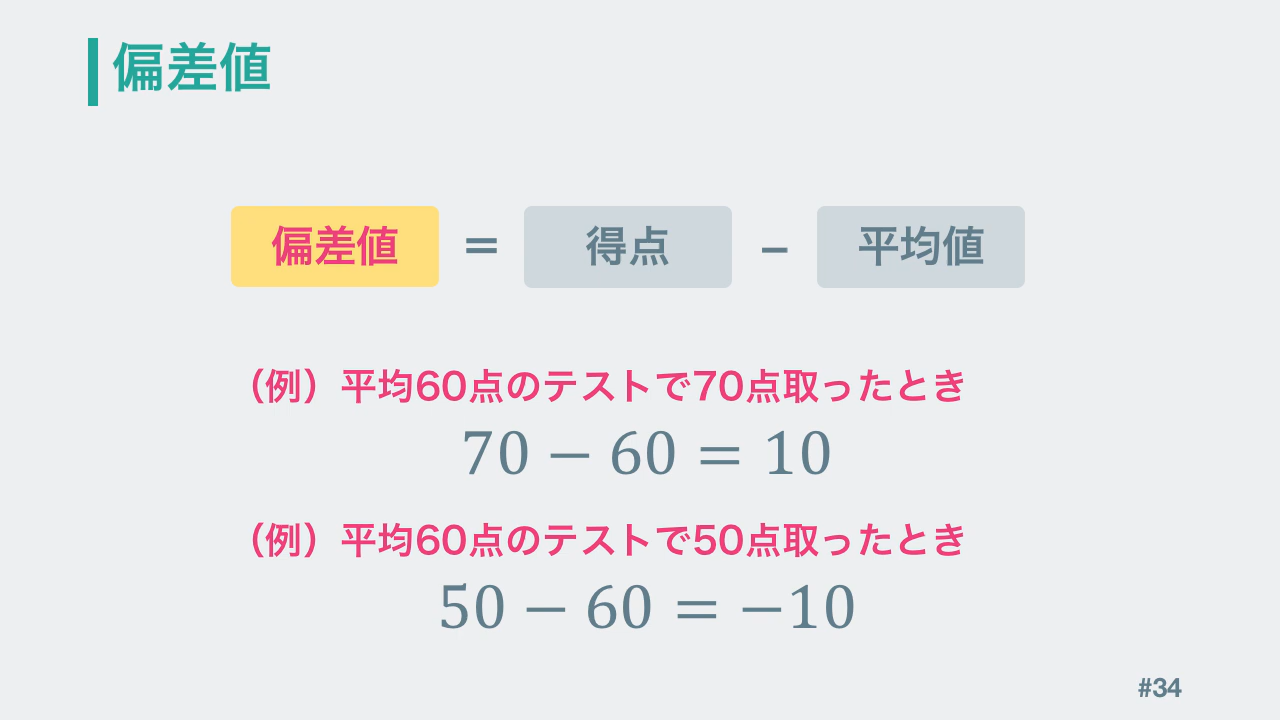 偏差値
偏差値 = 得点 − 平均値
（例）平均60点のテストで70点取ったとき
70 − 60 = 10
（例）平均60点のテストで50点取ったとき
50 − 60 = −10
#34